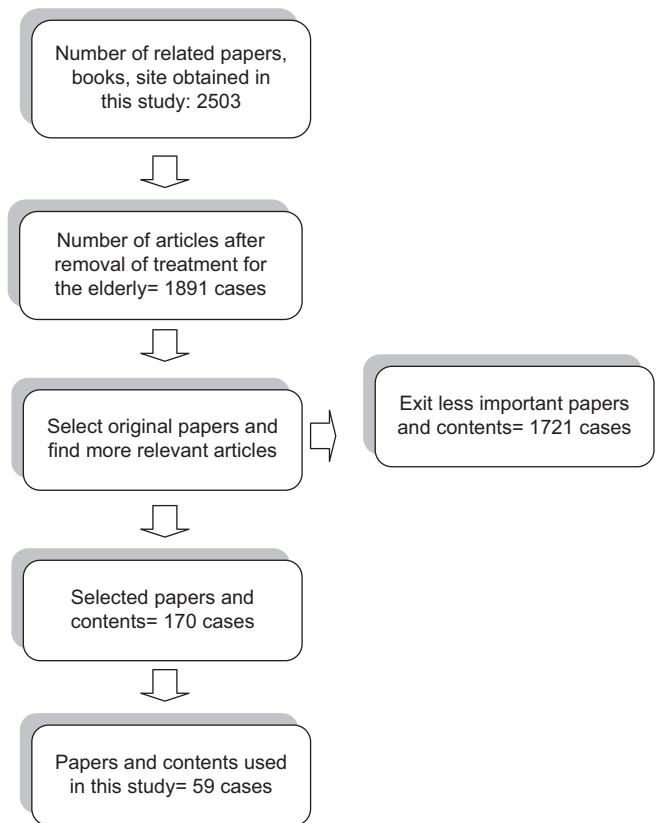 Number of related papers,
books, site obtained in
this study: 2503
Number of articles after
removal of treatment for
the elderly= 1891 cases
Select original papers and
find more relevant articles
Exit less important papers
and contents= 1721 cases
Selected papers and
contents= 170 cases
Papers and contents used
in this study= 59 cases